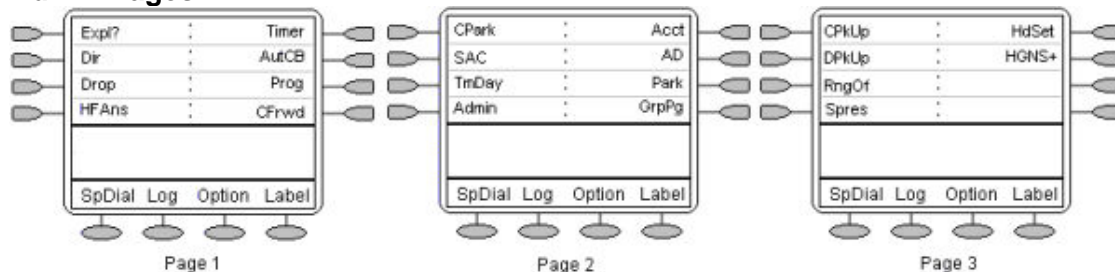 Expl? : Timer
Dir : AutCB
Drop : Prog
HFAns : CFrwd
SpDial Log Option Label
Page 1
CPark : Acct
SAC : AD
TmDay : Park
Admin : GrpPg
SpDial Log Option Label
Page 2
CPkUp : HdSet
DPkUp : HGNS+
RngOf :
Spres :
SpDial Log Option Label
Page 3